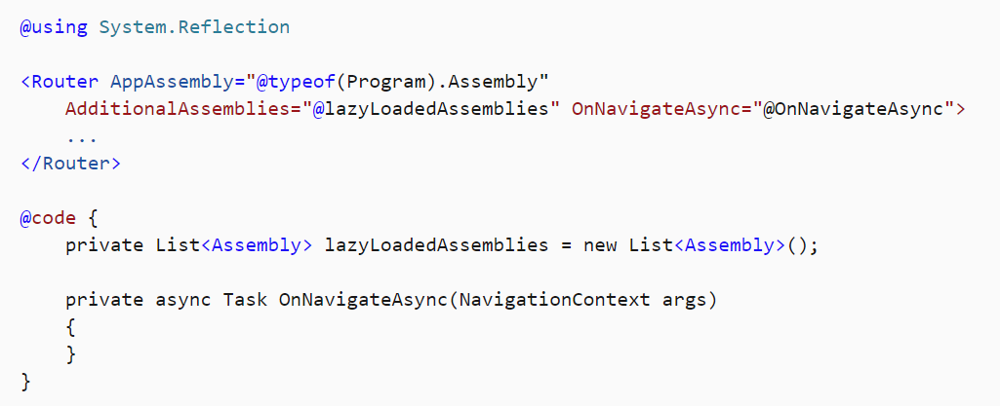 @using System.Reflection
<Router AppAssembly="@typeof(Program).Assembly"
    AdditionalAssemblies="@lazyLoadedAssemblies" OnNavigateAsync="@OnNavigateAsync">
    ...
</Router>
@code {
    private List<Assembly> lazyLoadedAssemblies = new List<Assembly>();
    private async Task OnNavigateAsync(NavigationContext args)
    {
    }
}